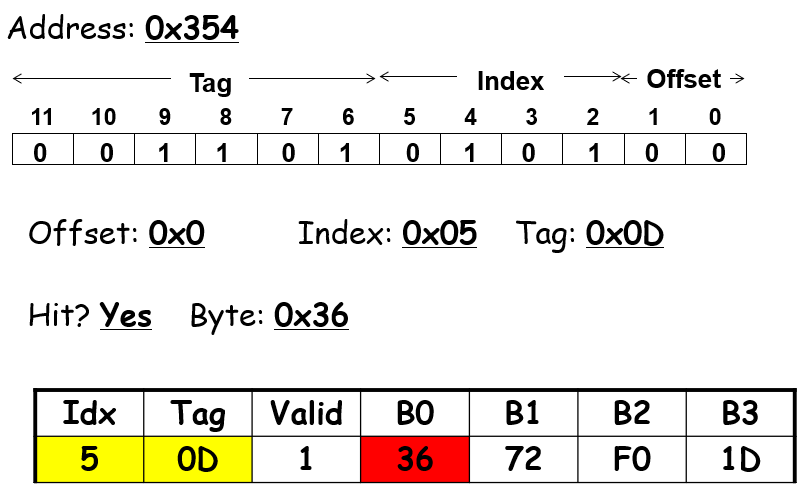 Address: 0x354
Tag Index Offset
11 10 9 8 7 6 5 4 3 2 1 0
0 0 1 1 0 1 0 1 0 1 0 0
Offset: 0x0 Index: 0x05 Tag: 0x0D
Hit? Yes Byte: 0x36
Idx Tag Valid B0 B1 B2 B3
5 0D 1 36 72 F0 1D